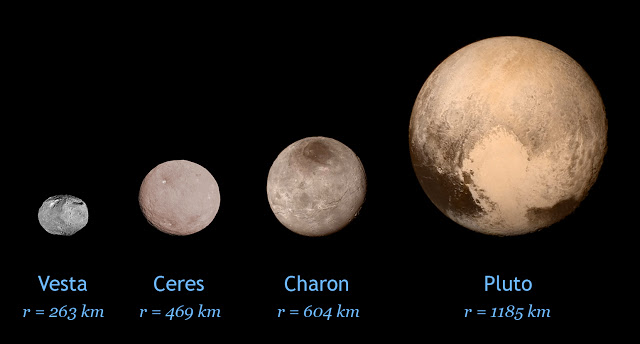 Vesta
Ceres
Charon
Pluto
r = 263 km
r = 469 km
r = 604 km
r = 1185 km